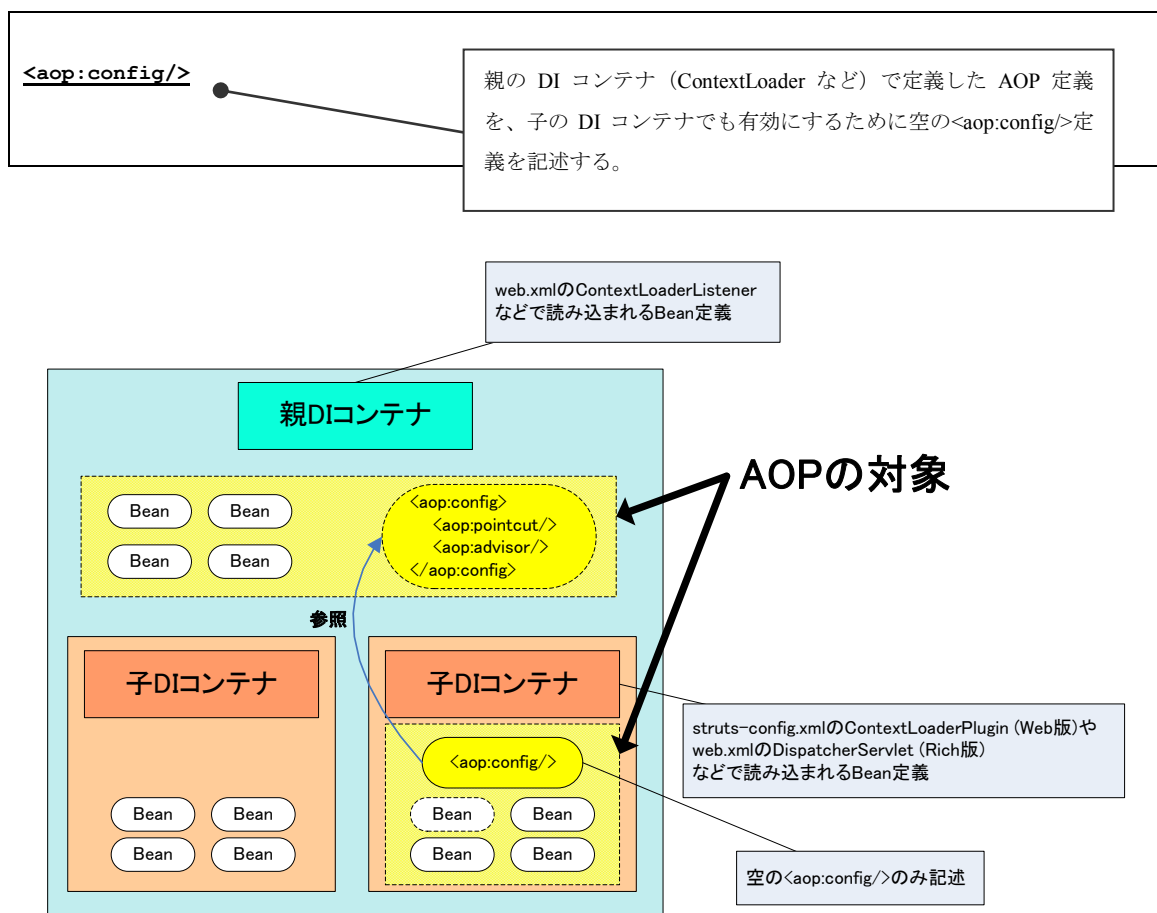 <aop:config/>
親の DI コンテナ（ContextLoader など）で定義した AOP 定義
を、子の DI コンテナでも有効にするために空の<aop:config/>定
義を記述する。
web.xmlのContextLoaderListener
などで読み込まれるBean定義
親DIコンテナ
AOPの対象
Bean
Bean
Bean
Bean
<aop:config>
<aop:pointcut/>
<aop:advisor/>
</aop:config>
参照
子DIコンテナ
子DIコンテナ
struts-config.xmlのContextLoaderPlugin（Web版）や
web.xmlのDispatcherServlet（Rich版）
などで読み込まれるBean定義
<aop:config/>
Bean
Bean
Bean
Bean
Bean
Bean
Bean
Bean
空の<aop:config/>のみ記述